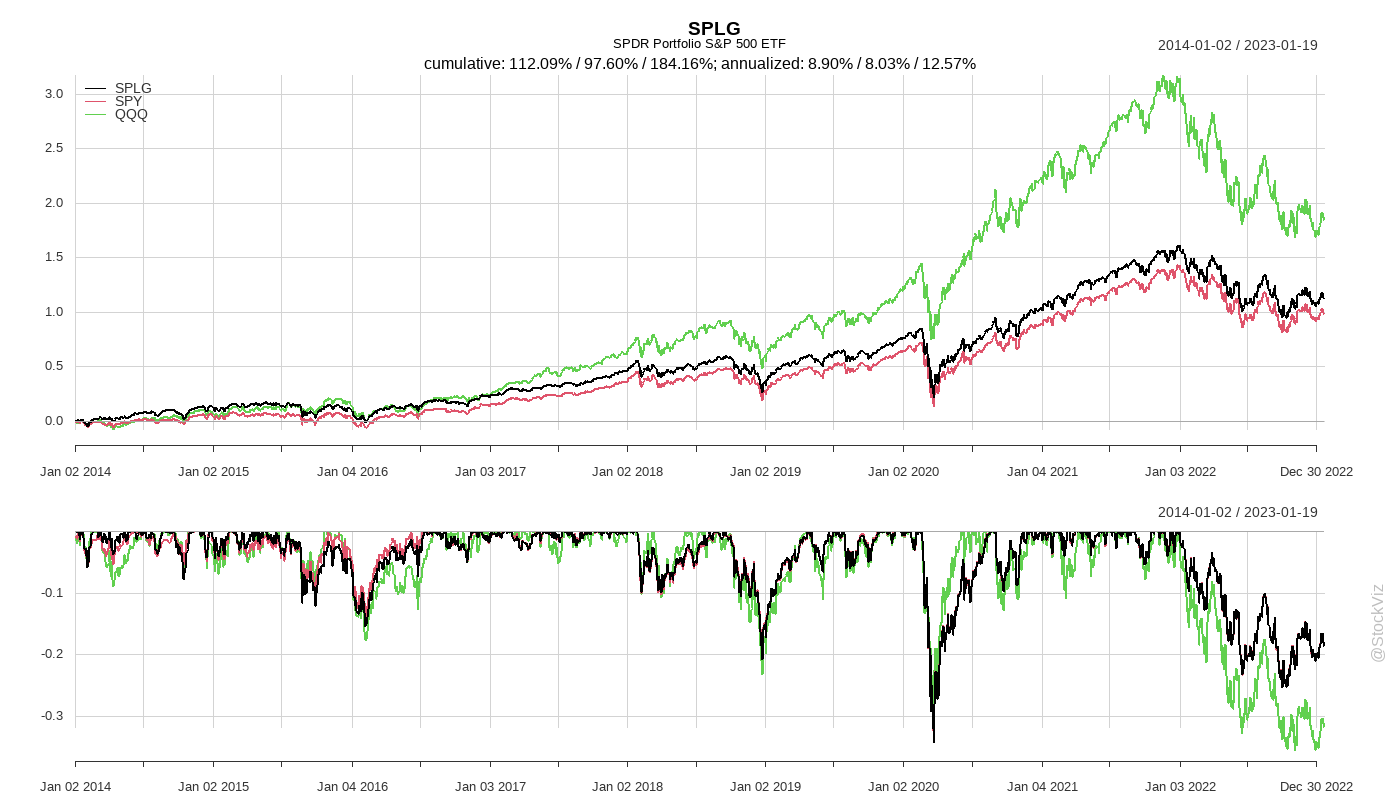 SPLG
SPDR Portfolio S&P 500 ETF
2014-01-02 / 2023-01-19
cumulative: 112.09% / 97.60% / 184.16%; annualized: 8.90% / 8.03% / 12.57%
SPLG
SPY
QQQ
3.0
2.5
2.0
1.5
1.0
0.5
0.0
Jan 02 2014 Jan 02 2015 Jan 04 2016 Jan 03 2017 Jan 02 2018 Jan 02 2019 Jan 02 2020 Jan 04 2021 Jan 03 2022 Dec 30 2022
2014-01-02 / 2023-01-19
-0.1
-0.2
-0.3
Jan 02 2014 Jan 02 2015 Jan 04 2016 Jan 03 2017 Jan 02 2018 Jan 02 2019 Jan 02 2020 Jan 04 2021 Jan 03 2022 Dec 30 2022
@StockViz